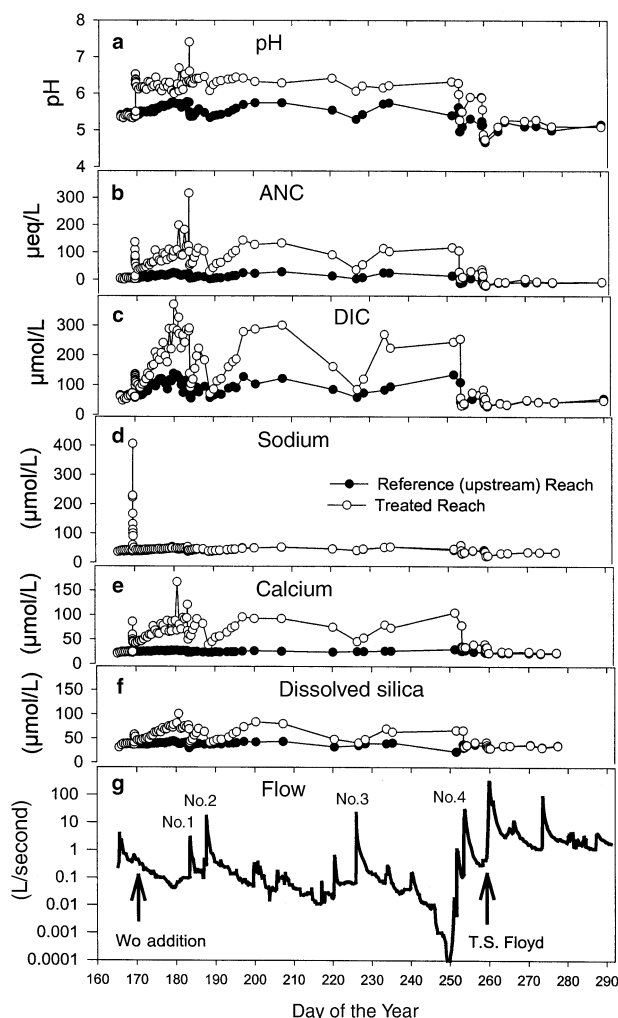 a pH
8
7
6
5
4
pH
b ANC
300
200
100
0
µeq/L
c DIC
300
200
100
0
µmol/L
d Sodium
400
300
200
100
0
(µmol/L)
Reference (upstream) Reach
Treated Reach
e Calcium
150
100
50
0
(µmol/L)
f Dissolved silica
150
100
50
0
(µmol/L)
g Flow
100
10
1
0.1
0.01
0.001
0.0001
(L/second)
No.1
No.2
No.3
No.4
Wo addition
T.S. Floyd
160 170 180 190 200 210 220 230 240 250 260 270 280 290
Day of the Year